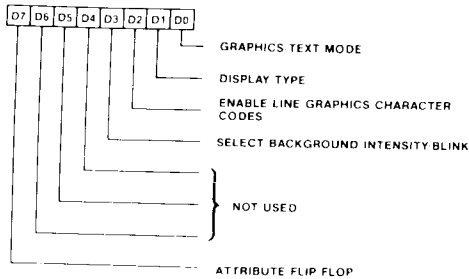 D7 D6 D5 D4 D3 D2 D1 D0
GRAPHICS TEXT MODE
DISPLAY TYPE
ENABLE LINE GRAPHICS CHARACTER
CODES
SELECT BACKGROUND INTENSITY BLINK
NOT USED
ATTRIBUTE FLIP FLOP